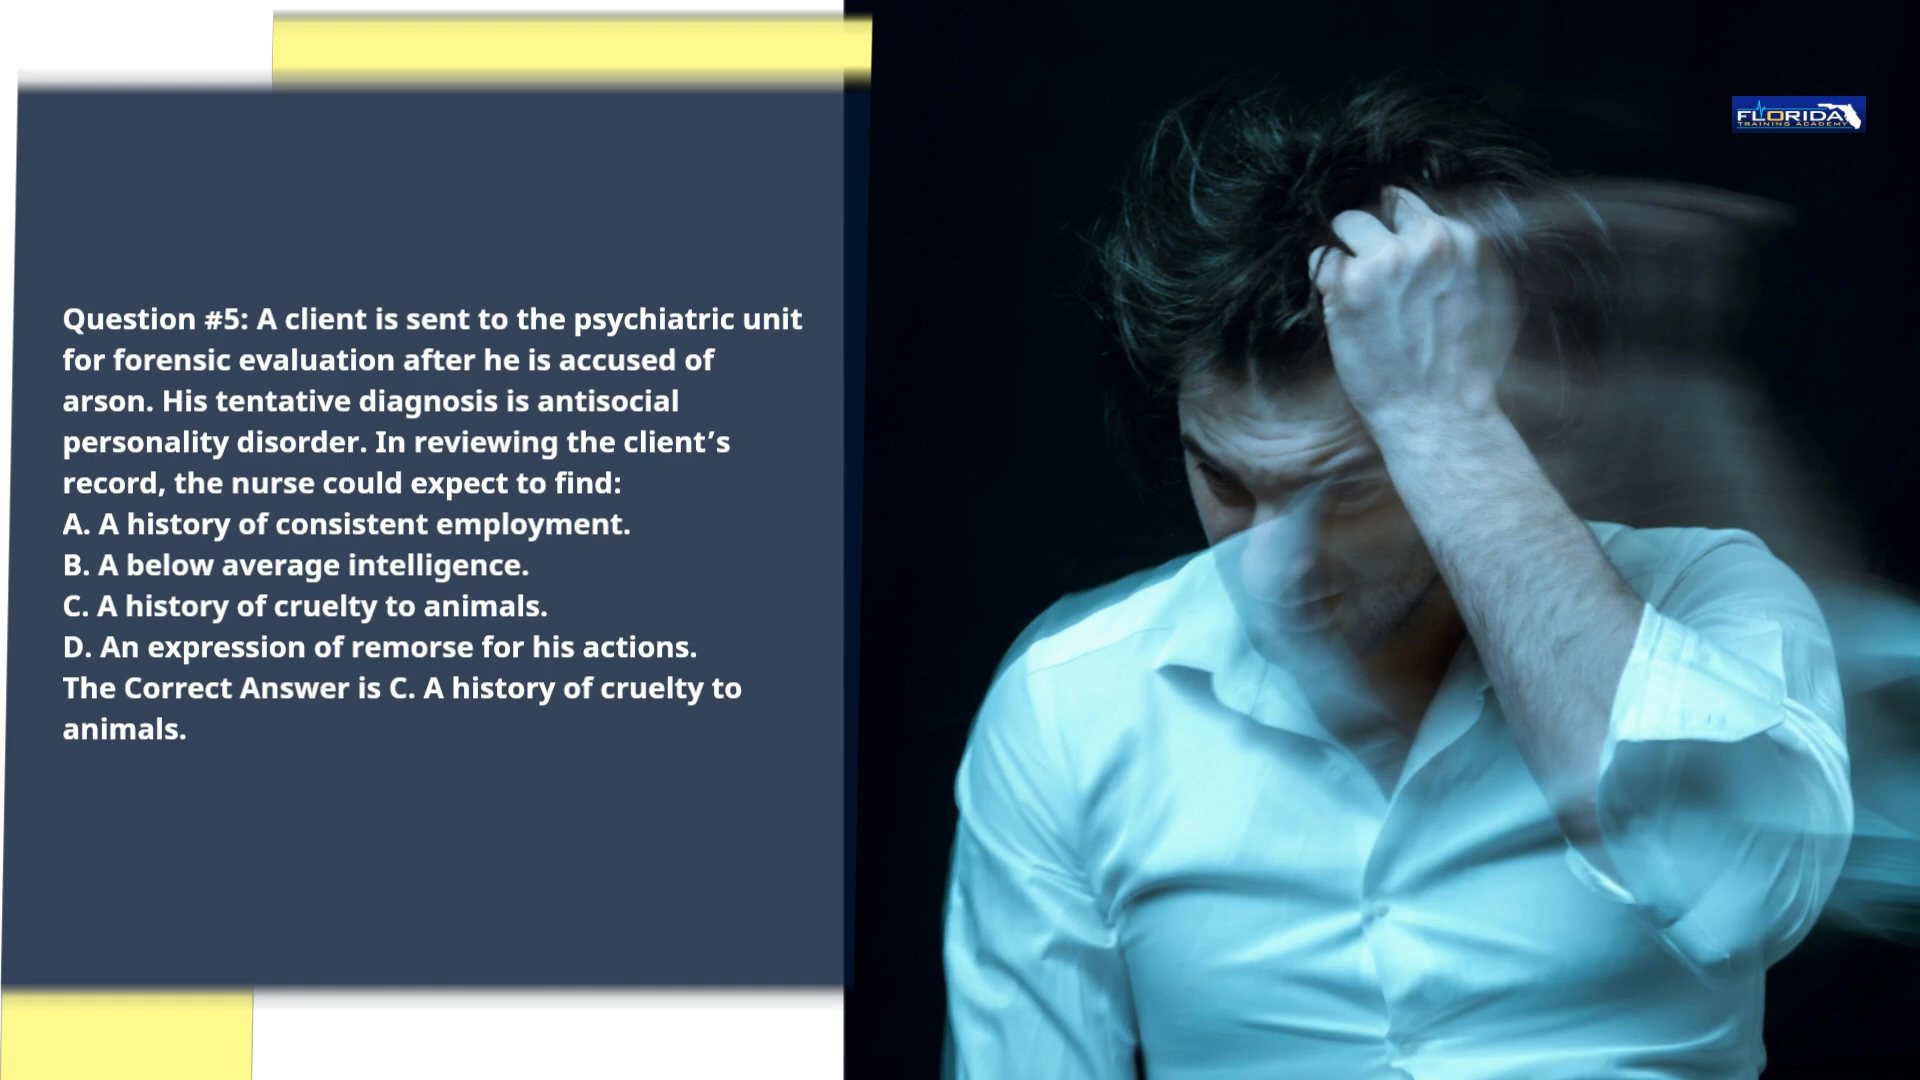 FLORIDA
TRAINING ACADEMY
Question #5: A client is sent to the psychiatric unit
for forensic evaluation after he is accused of
arson. His tentative diagnosis is antisocial
personality disorder. In reviewing the client’s
record, the nurse could expect to find:
A. A history of consistent employment.
B. A below average intelligence.
C. A history of cruelty to animals.
D. An expression of remorse for his actions.
The Correct Answer is C. A history of cruelty to
animals.